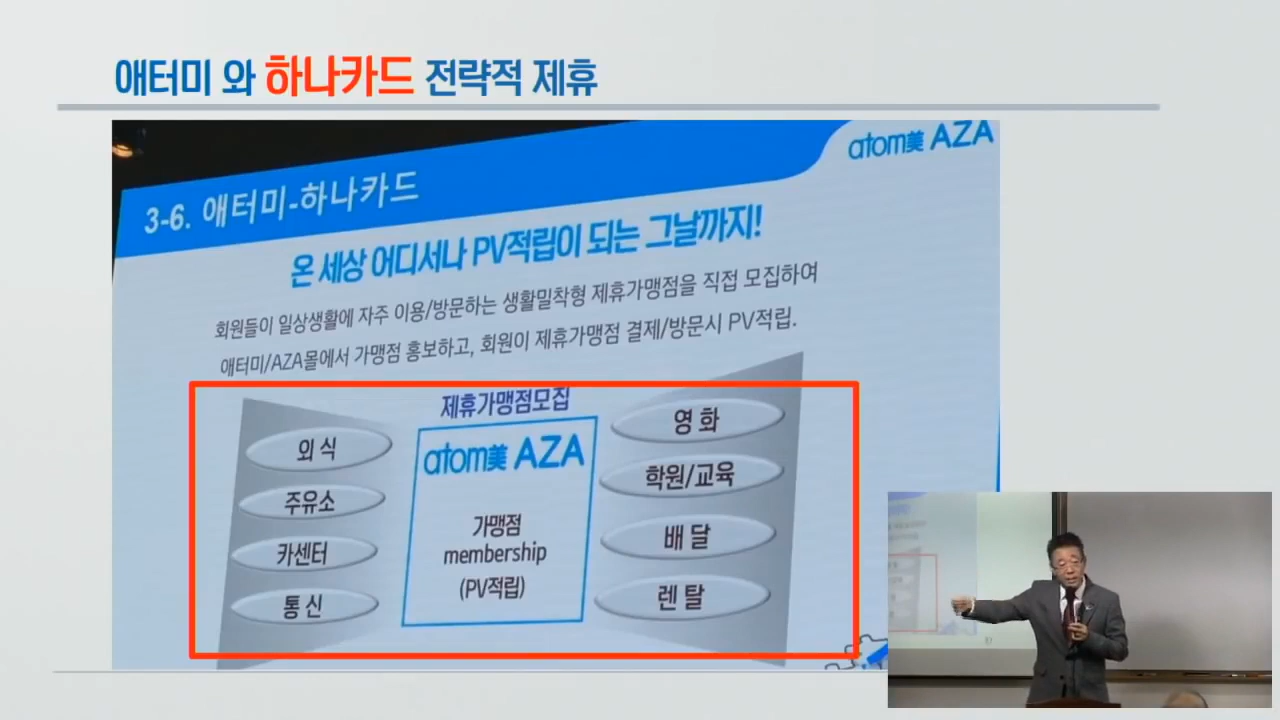 애터미 와 하나카드 전략적 제휴
atom美 AZA
3-6. 애터미-하나카드
온 세상 어디서나 PV적립이 되는 그날까지!
회원들이 일상생활에 자주 이용/방문하는 생활밀착형 제휴가맹점을 직접 모집하여
애터미/AZA몰에서 가맹점 홍보하고, 회원이 제휴가맹점 결제/방문시 PV적립.
제휴가맹점모집
외식
주유소
카센터
통신
atom美 AZA
가맹점
membership
(PV적립)
영화
학원/교육
배달
렌탈